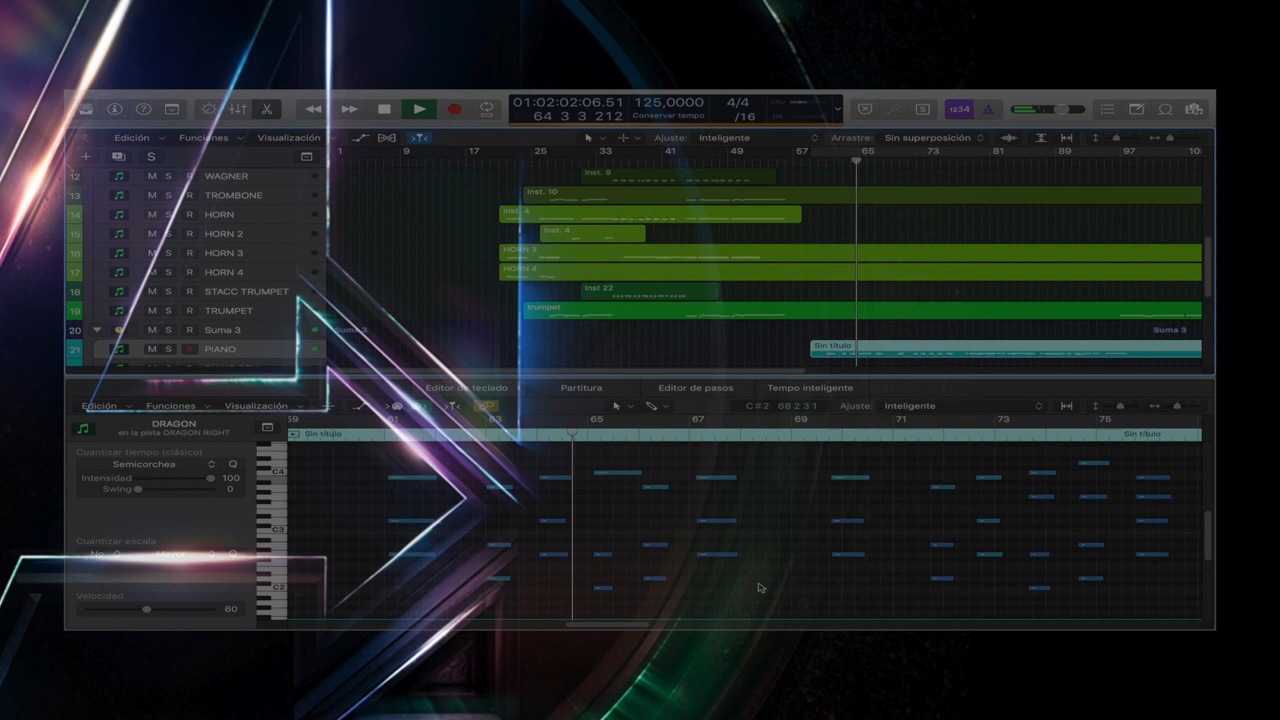 01:02:02:06.51 125,0000 4/4
64 3 3 212 Conservar tempo /16
CPU
1234
Edición Funciones Visualización Ajuste: Inteligente Arrastre: Sin superposición
S 1 9 17 25 33 41 49 57 65 73 81 89 97 10
12 M S R WAGNER Inst. 9
13 M S R TROMBONE Inst. 10
14 M S R HORN Inst. 4
15 M S R HORN 2 Inst. 4
16 M S R HORN 3 HORN 3
17 M S R HORN 4 HORN 4
18 M S R STACC TRUMPET Inst 22
19 M S R TRUMPET trumpet
20 M S R Suma 3 Suma 3 Suma 3
21 M S R PIANO Sin título
Editor de teclado Partitura Editor de pasos Tempo inteligente
Edición Funciones Visualización C#2 68 2 3 1 Ajuste: Inteligente
59 61 63 65 67 69 71 73 75
DRAGON
en la pista DRAGON RIGHT
Sin título Sin título
Cuantizar tiempo (clásico)
Semicorchea Q
Intensidad 100
Swing 0
Cuantizar escala
No Mayor Q
Velocidad
60
C4
C3
C2